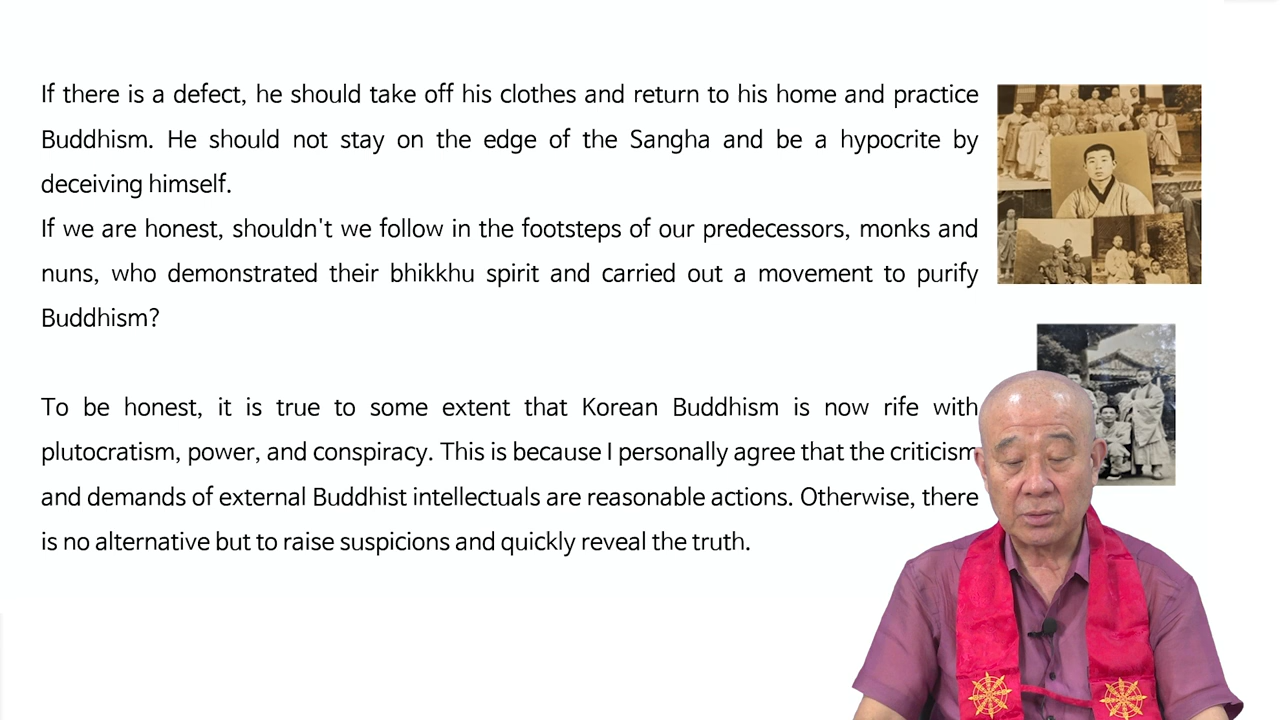 If there is a defect, he should take off his clothes and return to his home and practice
Buddhism. He should not stay on the edge of the Sangha and be a hypocrite by
deceiving himself.
If we are honest, shouldn't we follow in the footsteps of our predecessors, monks and
nuns, who demonstrated their bhikkhu spirit and carried out a movement to purify
Buddhism?
To be honest, it is true to some extent that Korean Buddhism is now rife with
plutocratism, power, and conspiracy. This is because I personally agree that the criticism
and demands of external Buddhist intellectuals are reasonable actions. Otherwise, there
is no alternative but to raise suspicions and quickly reveal the truth.